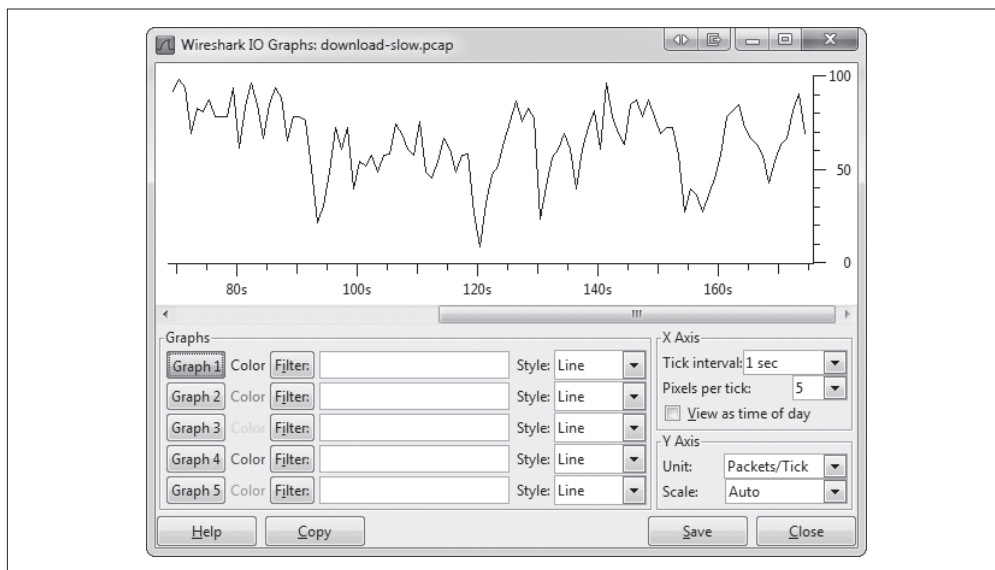 Wireshark IO Graphs: download-slow.pcap
100
50
0
80s 100s 120s 140s 160s
Graphs
Graph 1 Color Filter: Style: Line
Graph 2 Color Filter: Style: Line
Graph 3 Color Filter: Style: Line
Graph 4 Color Filter: Style: Line
Graph 5 Color Filter: Style: Line
X Axis
Tick interval: 1 sec
Pixels per tick: 5
View as time of day
Y Axis
Unit: Packets/Tick
Scale: Auto
Help Copy Save Close